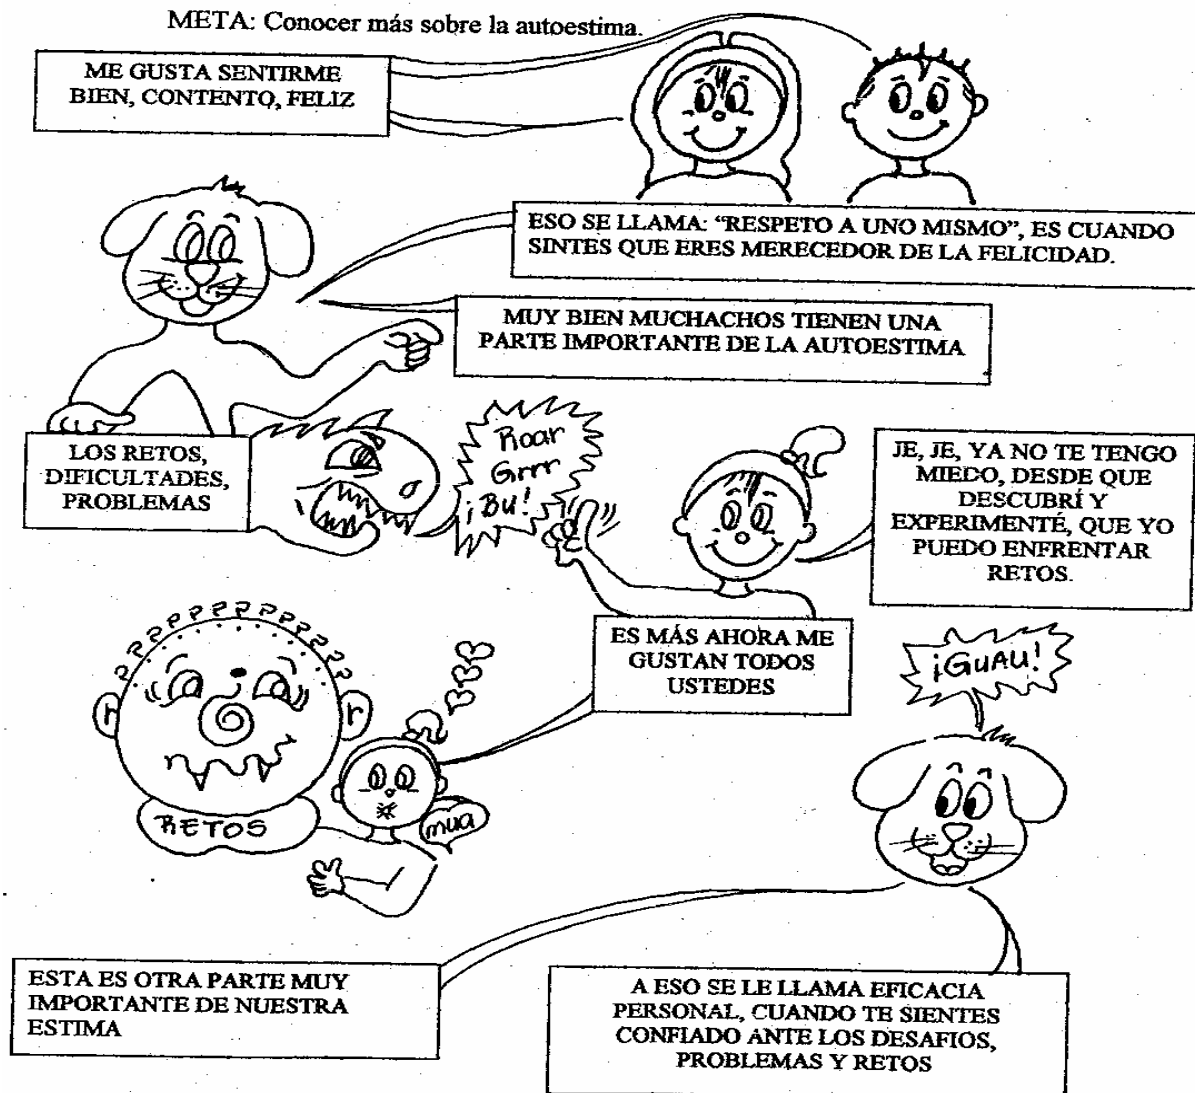 META: Conocer más sobre la autoestima.
ME GUSTA SENTIRME
BIEN, CONTENTO, FELIZ
ESO SE LLAMA: “RESPETO A UNO MISMO”, ES CUANDO
SINTES QUE ERES MERECEDOR DE LA FELICIDAD.
MUY BIEN MUCHACHOS TIENEN UNA
PARTE IMPORTANTE DE LA AUTOESTIMA
LOS RETOS,
DIFICULTADES,
PROBLEMAS
Roar
Grrr
¡Bu!
JE, JE, YA NO TE TENGO
MIEDO, DESDE QUE
DESCUBRÍ Y
EXPERIMENTÉ, QUE YO
PUEDO ENFRENTAR
RETOS.
ES MÁS AHORA ME
GUSTAN TODOS
USTEDES
r
r
RETOS
mua
¡GUAU!
ESTA ES OTRA PARTE MUY
IMPORTANTE DE NUESTRA
ESTIMA
A ESO SE LE LLAMA EFICACIA
PERSONAL, CUANDO TE SIENTES
CONFIADO ANTE LOS DESAFIOS,
PROBLEMAS Y RETOS